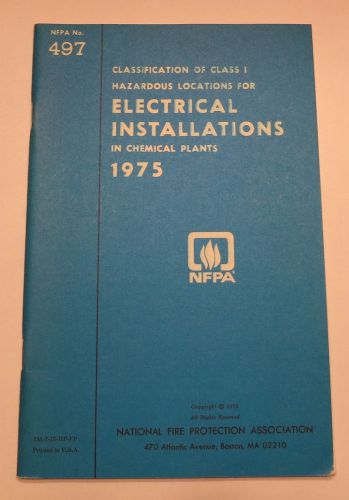 NFPA No.
497
CLASSIFICATION OF CLASS I
HAZARDOUS LOCATIONS FOR
ELECTRICAL
INSTALLATIONS
IN CHEMICAL PLANTS
1975
NFPA®
Copyright © 1975
All Rights Reserved
NATIONAL FIRE PROTECTION ASSOCIATION
470 Atlantic Avenue, Boston, MA 02210
Printed in U.S.A.